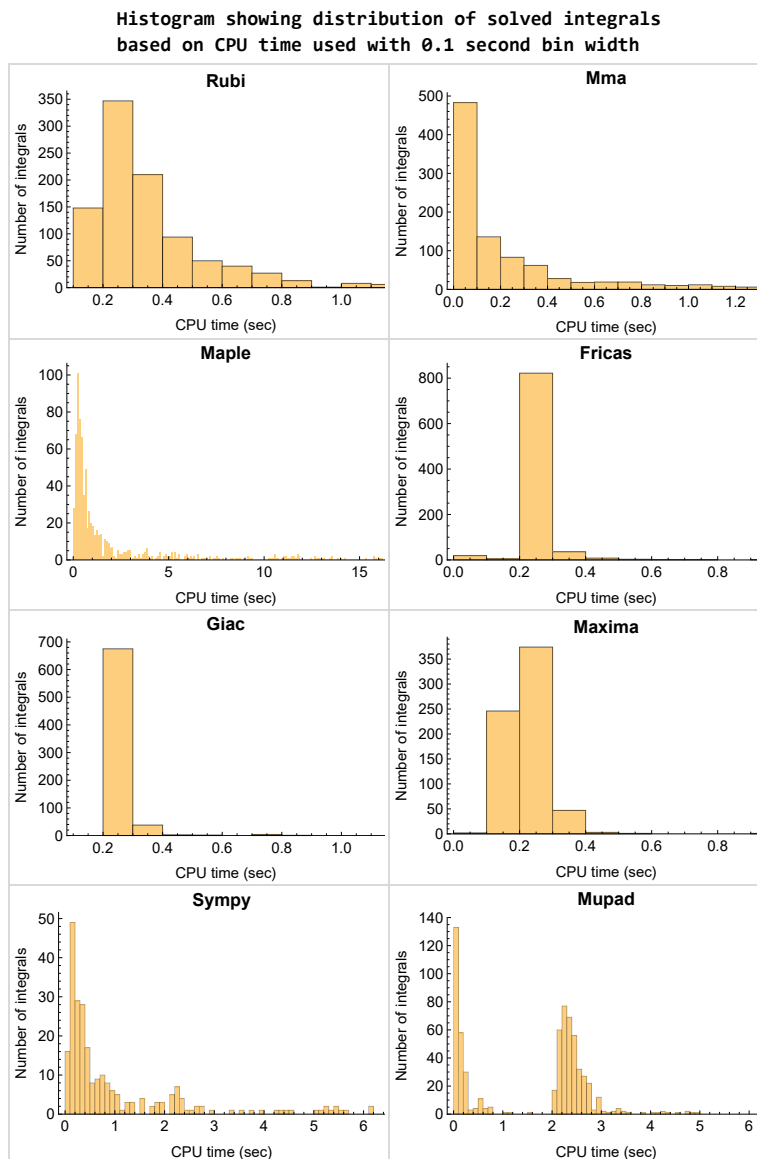 Histogram showing distribution of solved integrals
based on CPU time used with 0.1 second bin width
Rubi
Number of integrals
350
300
250
200
150
100
50
0
0.2 0.4 0.6 0.8 1.0
CPU time (sec)
Mma
Number of integrals
500
400
300
200
100
0
0.0 0.2 0.4 0.6 0.8 1.0 1.2
CPU time (sec)
Maple
Number of integrals
100
80
60
40
20
0
0 5 10 15
CPU time (sec)
Fricas
Number of integrals
800
600
400
200
0
0.0 0.2 0.4 0.6 0.8
CPU time (sec)
Giac
Number of integrals
700
600
500
400
300
200
100
0
0.2 0.4 0.6 0.8 1.0
CPU time (sec)
Maxima
Number of integrals
350
300
250
200
150
100
50
0
0.0 0.2 0.4 0.6 0.8
CPU time (sec)
Sympy
Number of integrals
50
40
30
20
10
0
0 1 2 3 4 5 6
CPU time (sec)
Mupad
Number of integrals
140
120
100
80
60
40
20
0
0 1 2 3 4 5 6
CPU time (sec)